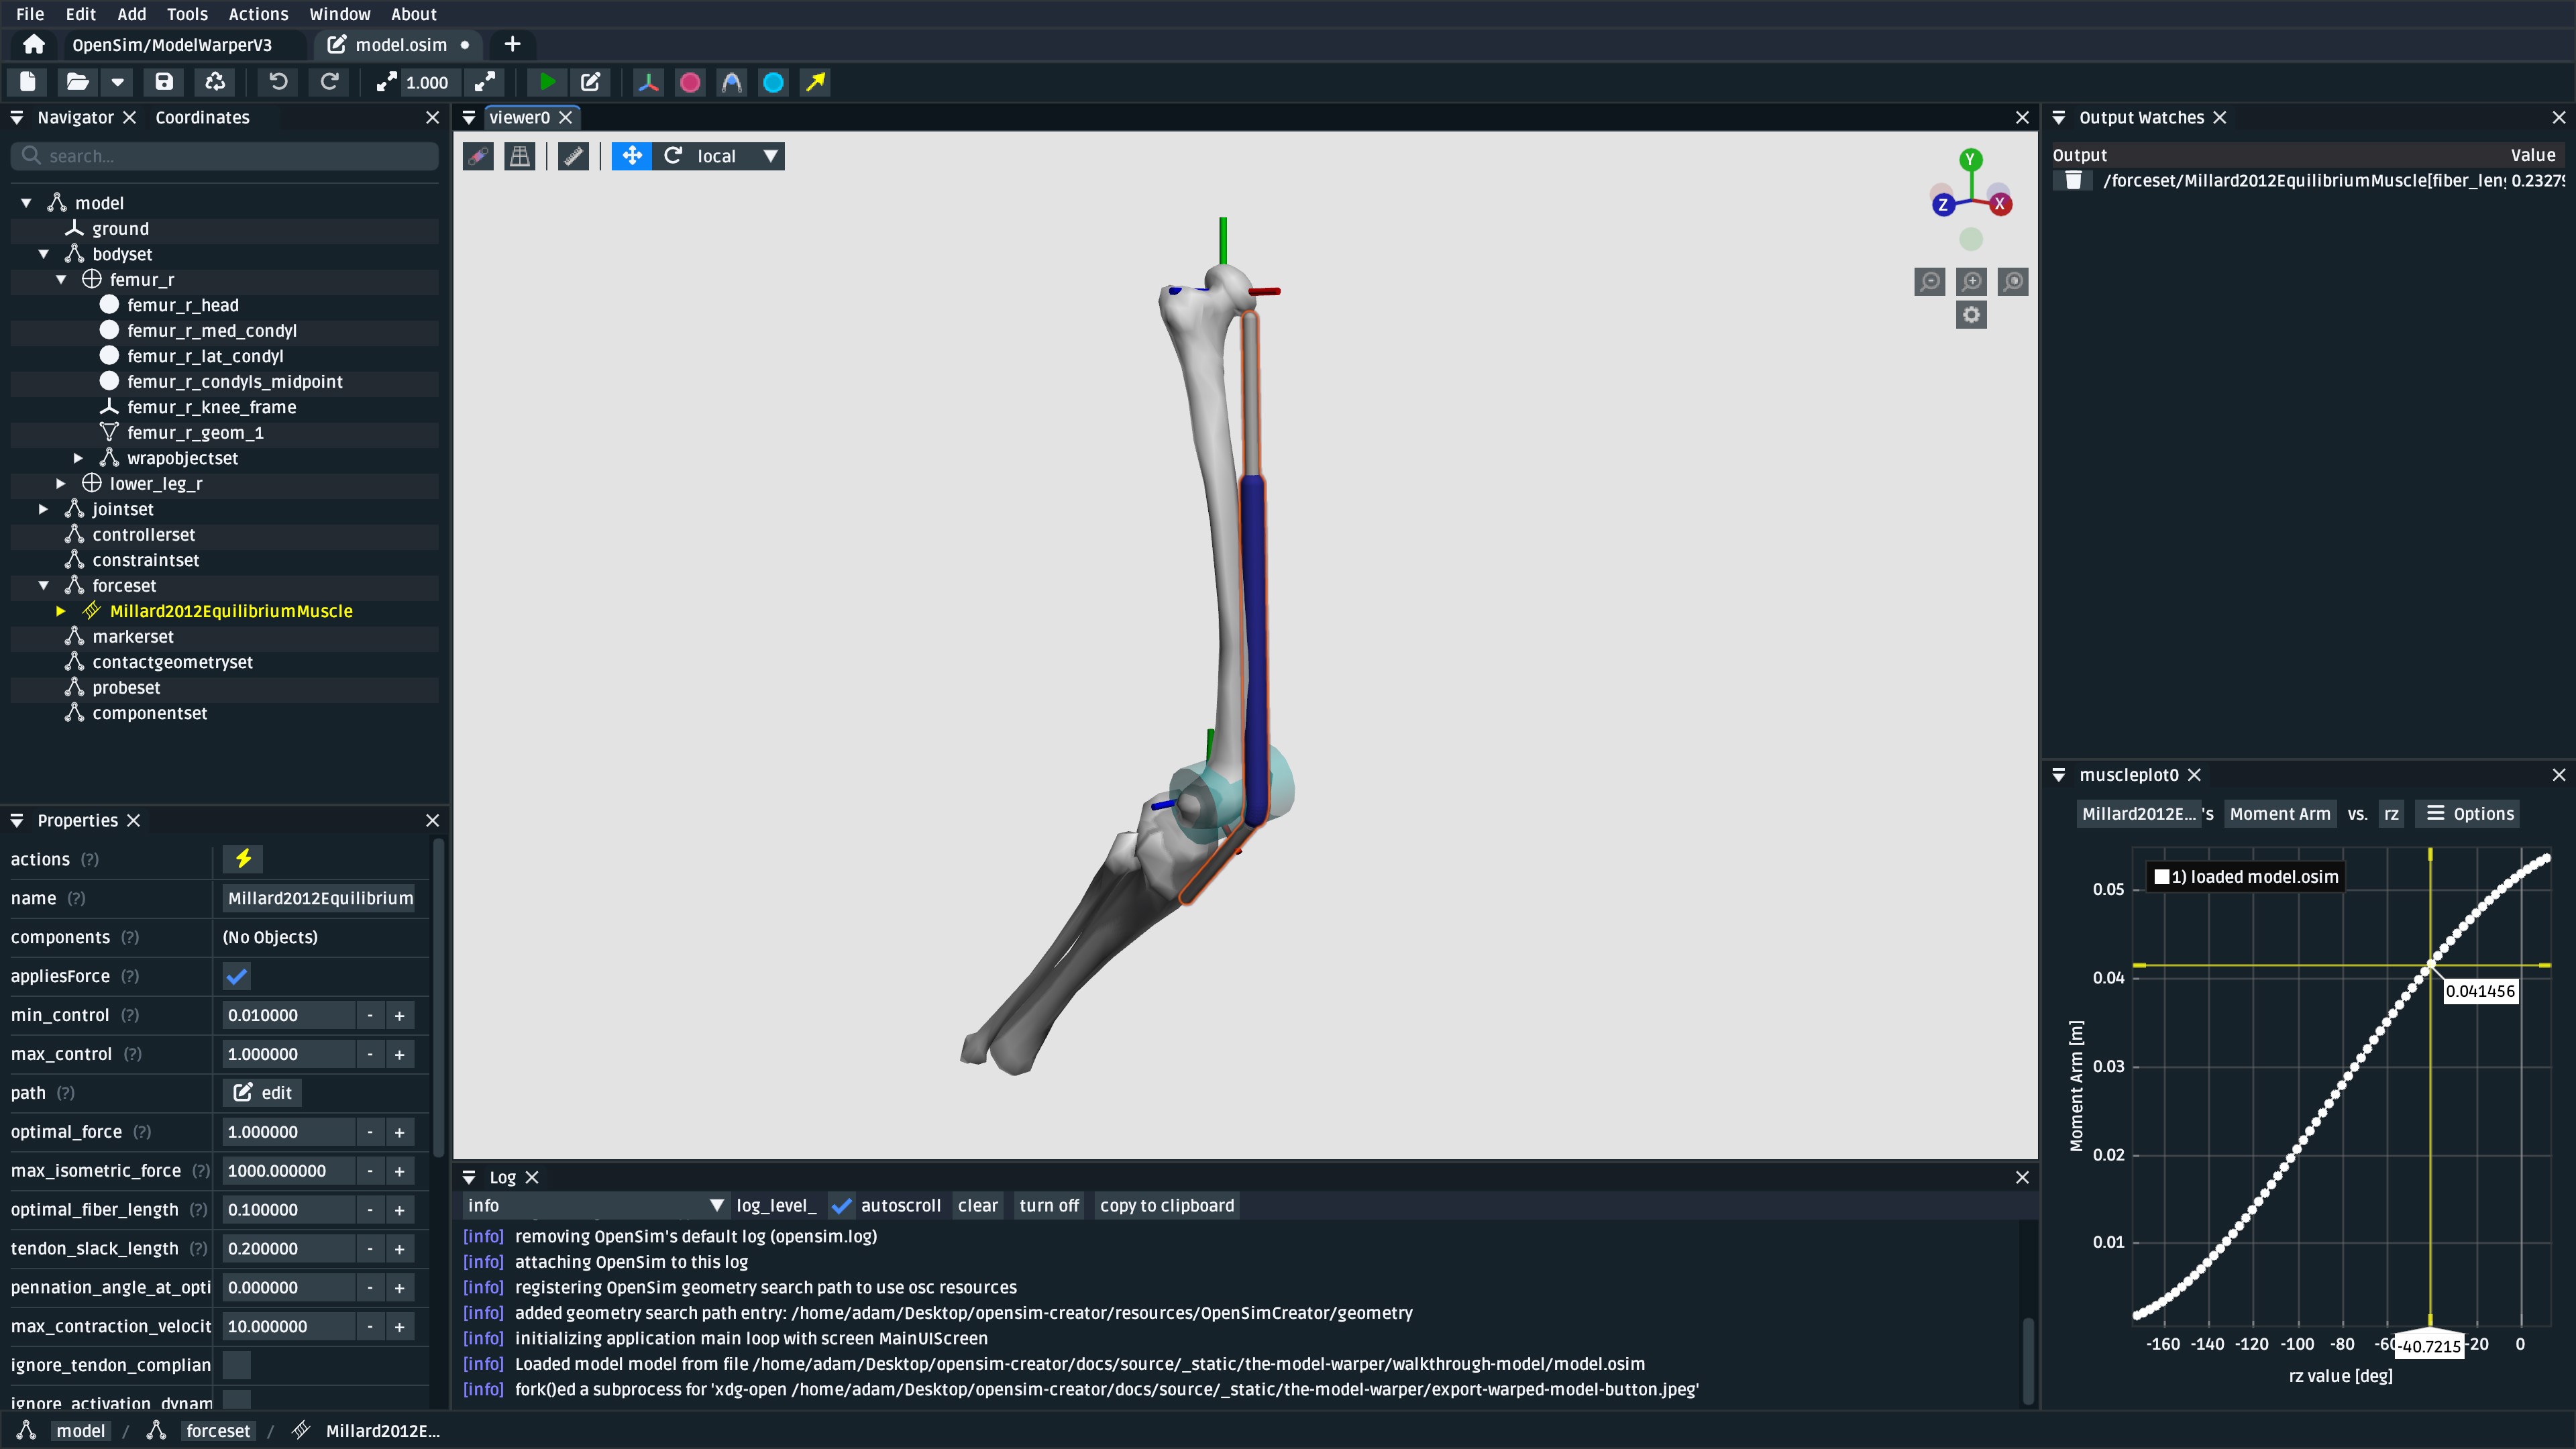 File Edit Add Tools Actions Window About
OpenSim/ModelWarperV3 model.osim
1.000
Navigator Coordinates
search...
model
ground
bodyset
femur_r
femur_r_head
femur_r_med_condyl
femur_r_lat_condyl
femur_r_condyls_midpoint
femur_r_knee_frame
femur_r_geom_1
wrapobjectset
lower_leg_r
jointset
controllerset
constraintset
forceset
Millard2012EquilibriumMuscle
markerset
contactgeometryset
probeset
componentset
Properties
actions (?)
name (?) Millard2012Equilibrium
components (?) (No Objects)
appliesForce (?)
min_control (?) 0.010000 - +
max_control (?) 1.000000 - +
path (?) edit
optimal_force (?) 1.000000 - +
max_isometric_force (?) 1000.000000 - +
optimal_fiber_length (?) 0.100000 - +
tendon_slack_length (?) 0.200000 - +
pennation_angle_at_opti 0.000000 - +
max_contraction_velocit 10.000000 - +
ignore_tendon_complian
ignore_activation_dynam
viewer0
local
Y
Z X
Log
info log_level_ autoscroll clear turn off copy to clipboard
[info] removing OpenSim's default log (opensim.log)
[info] attaching OpenSim to this log
[info] registering OpenSim geometry search path to use osc resources
[info] added geometry search path entry: /home/adam/Desktop/opensim-creator/resources/OpenSimCreator/geometry
[info] initializing application main loop with screen MainUIScreen
[info] Loaded model model from file /home/adam/Desktop/opensim-creator/docs/source/_static/the-model-warper/walkthrough-model/model.osim
[info] fork()ed a subprocess for 'xdg-open /home/adam/Desktop/opensim-creator/docs/source/_static/the-model-warper/export-warped-model-button.jpeg'
Output Watches
Output Value
/forceset/Millard2012EquilibriumMuscle[fiber_len 0.2327
muscleplot0
Millard2012E... 's Moment Arm vs. rz Options
1) loaded model.osim
0.05
0.04
0.03
0.02
0.01
Moment Arm [m]
0.041456
-160 -140 -120 -100 -80 -40.7215 -20 0
rz value [deg]
model / forceset / Millard2012E...